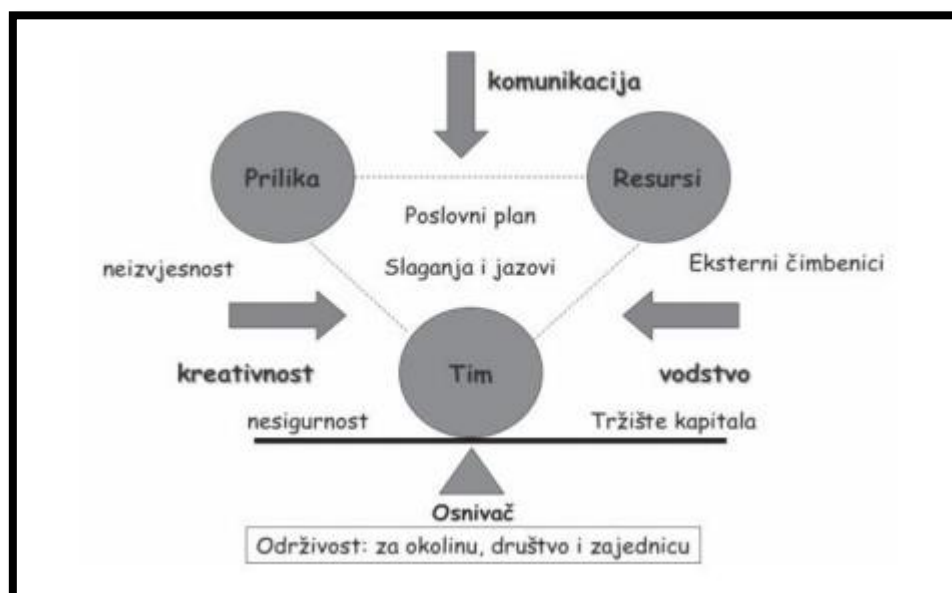 komunikacija
Prilika
Resursi
Poslovni plan
neizvjesnost
Slaganja i jazovi
Eksterni čimbenici
kreativnost
Tim
vodstvo
nesigurnost
Tržište kapitala
Osnivač
Održivost: za okolinu, društvo i zajednicu